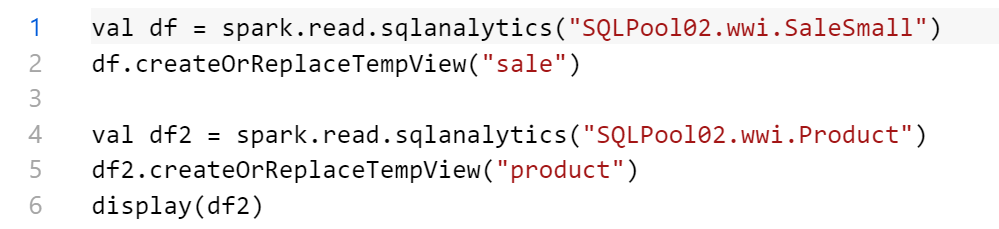 1 val df = spark.read.sqlanalytics("SQLPool02.wwi.SaleSmall")
2 df.createOrReplaceTempView("sale")
3
4 val df2 = spark.read.sqlanalytics("SQLPool02.wwi.Product")
5 df2.createOrReplaceTempView("product")
6 display(df2)